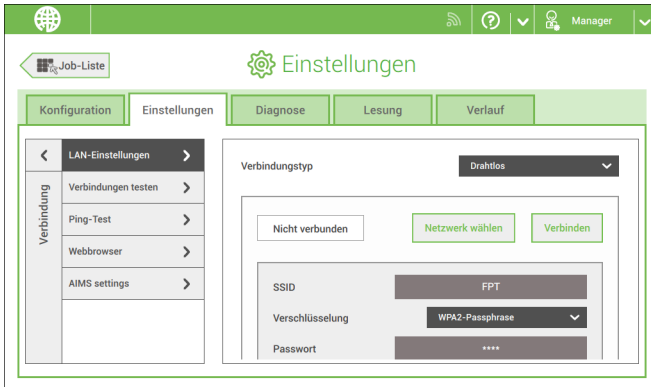 Manager
Job-Liste
Einstellungen
Konfiguration
Einstellungen
Diagnose
Lesung
Verlauf
Verbindung
LAN-Einstellungen
Verbindungen testen
Ping-Test
Webbrowser
AIMS settings
Verbindungstyp
Drahtlos
Nicht verbunden
Netzwerk wählen
Verbinden
SSID
FPT
Verschlüsselung
WPA2-Passphrase
Passwort
****